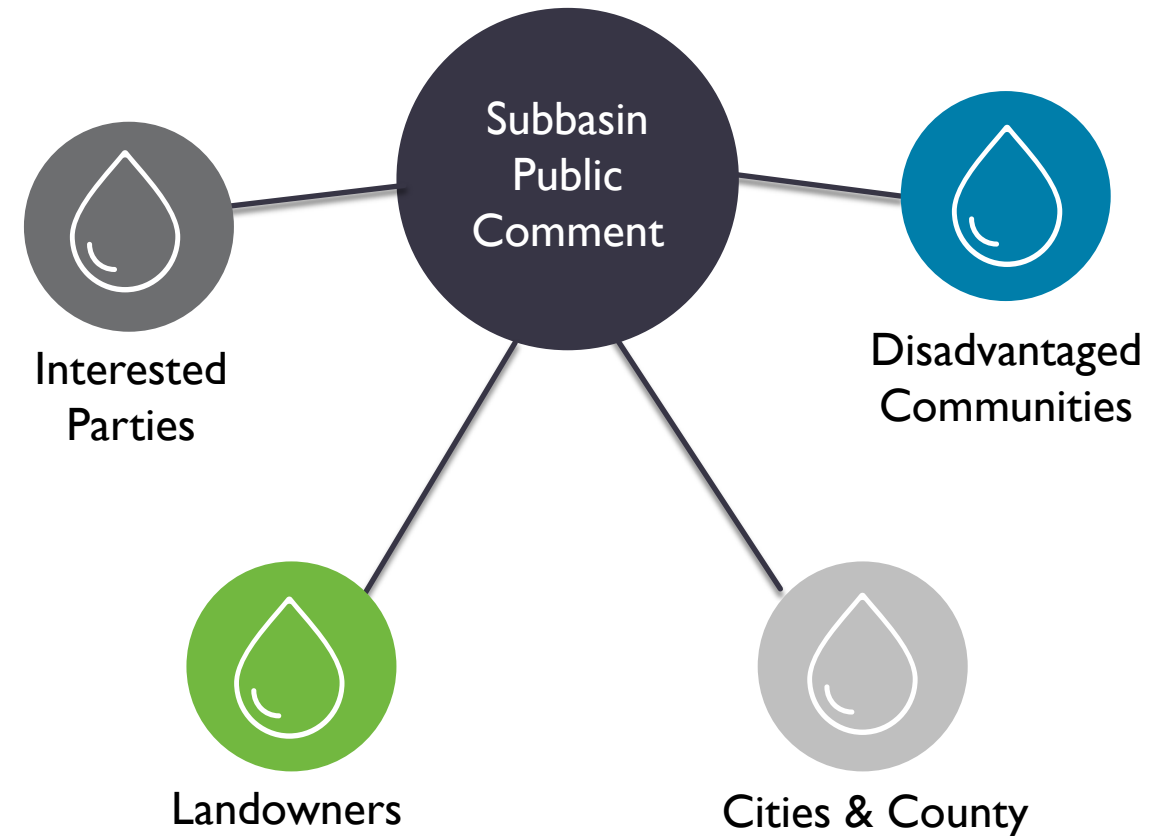 Subbasin
Public
Comment
Interested
Parties
Disadvantaged
Communities
Landowners
Cities & County